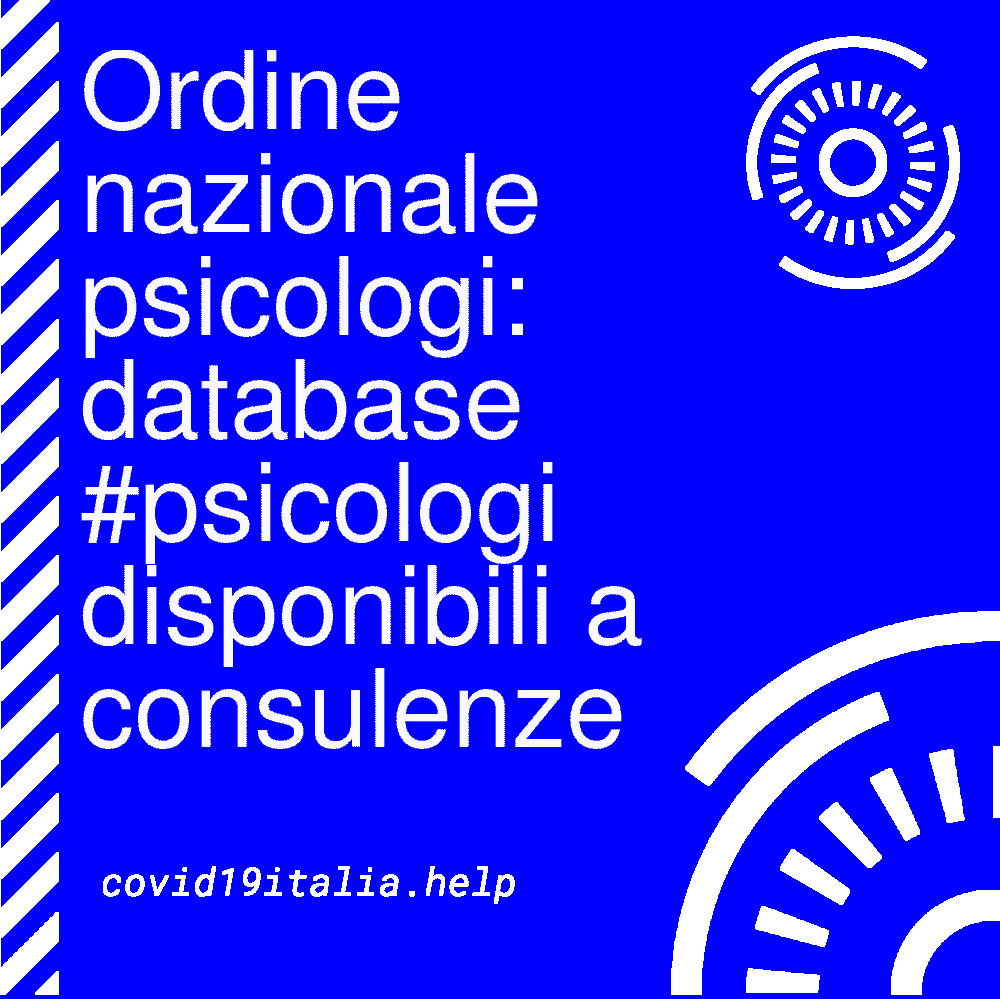 Ordine
nazionale
psicologi:
database
#psicologi
disponibili a
consulenze
covid19italia.help